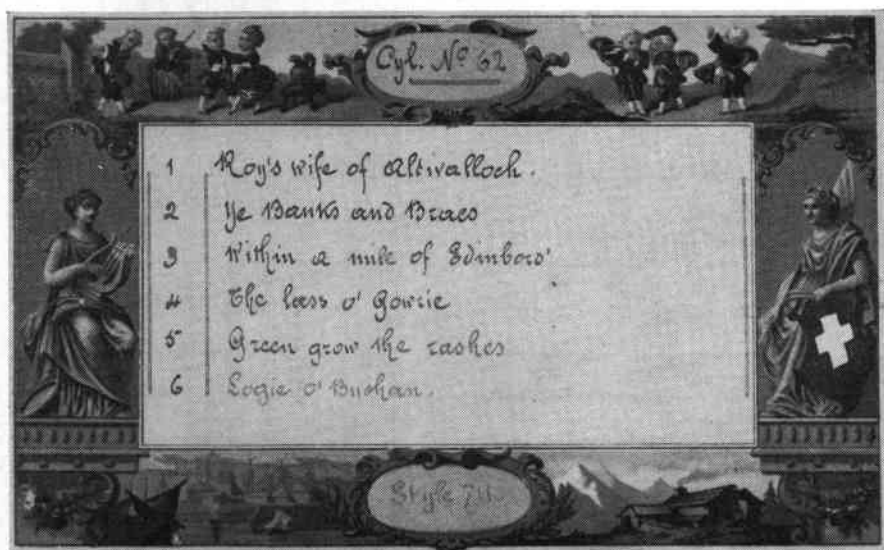 Cyl. No 62
1 Roy's wife of Altivalloch.
2 Ye Banks and Braes
3 Within a mile of Edinboro'
4 The lass o' Gowrie
5 Green grow the rashes
6 Logie o' Buchan.
Style